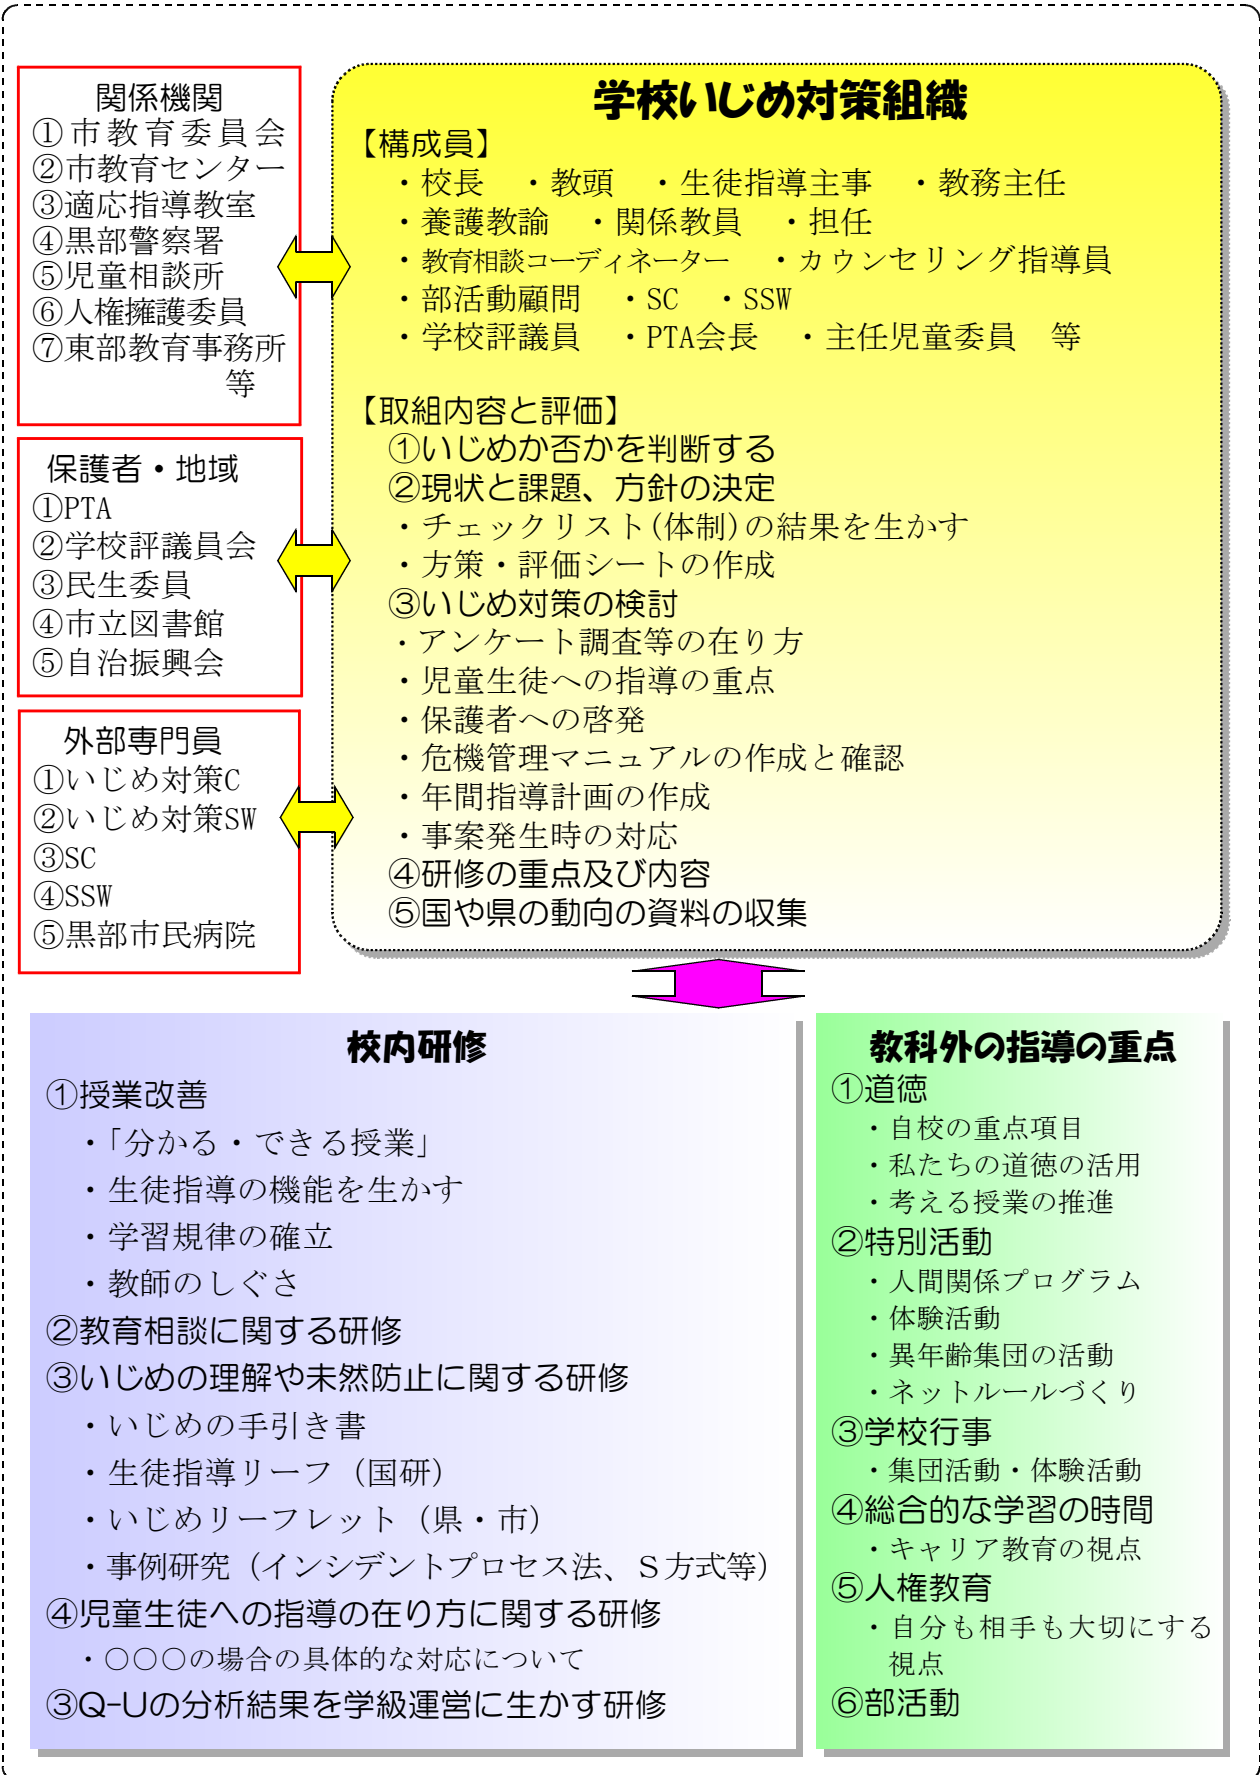 関係機関
①市教育委員会
②市教育センター
③適応指導教室
④黒部警察署
⑤児童相談所
⑥人権擁護委員
⑦東部教育事務所
等
保護者・地域
①PTA
②学校評議員会
③民生委員
④市立図書館
⑤自治振興会
外部専門員
①いじめ対策C
②いじめ対策SW
③SC
④SSW
⑤黒部市民病院
学校いじめ対策組織
【構成員】
・校長　・教頭　・生徒指導主事　・教務主任
・養護教諭　・関係教員　・担任
・教育相談コーディネーター　・カウンセリング指導員
・部活動顧問　・SC　・SSW
・学校評議員　・PTA会長　・主任児童委員　等
【取組内容と評価】
①いじめか否かを判断する
②現状と課題、方針の決定
・チェックリスト(体制)の結果を生かす
・方策・評価シートの作成
③いじめ対策の検討
・アンケート調査等の在り方
・児童生徒への指導の重点
・保護者への啓発
・危機管理マニュアルの作成と確認
・年間指導計画の作成
・事案発生時の対応
④研修の重点及び内容
⑤国や県の動向の資料の収集
校内研修
①授業改善
・「分かる・できる授業」
・生徒指導の機能を生かす
・学習規律の確立
・教師のしぐさ
②教育相談に関する研修
③いじめの理解や未然防止に関する研修
・いじめの手引き書
・生徒指導リーフ（国研）
・いじめリーフレット（県・市）
・事例研究（インシデントプロセス法、Ｓ方式等）
④児童生徒への指導の在り方に関する研修
・○○○の場合の具体的な対応について
③Q-Uの分析結果を学級運営に生かす研修
教科外の指導の重点
①道徳
・自校の重点項目
・私たちの道徳の活用
・考える授業の推進
②特別活動
・人間関係プログラム
・体験活動
・異年齢集団の活動
・ネットルールづくり
③学校行事
・集団活動・体験活動
④総合的な学習の時間
・キャリア教育の視点
⑤人権教育
・自分も相手も大切にする
視点
⑥部活動